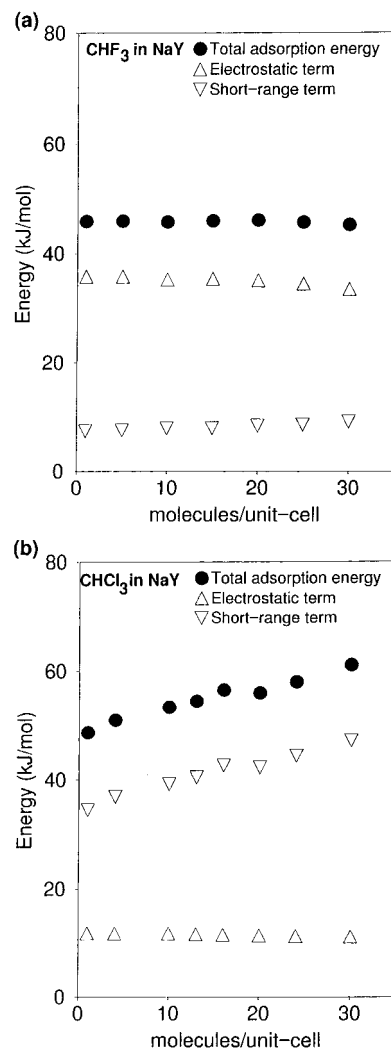 (a)
80
CHF3 in NaY
Total adsorption energy
Electrostatic term
Short-range term
60
40
20
0
Energy (kJ/mol)
0 10 20 30
molecules/unit-cell
(b)
80
CHCl3 in NaY
Total adsorption energy
Electrostatic term
Short-range term
60
40
20
0
Energy (kJ/mol)
0 10 20 30
molecules/unit-cell